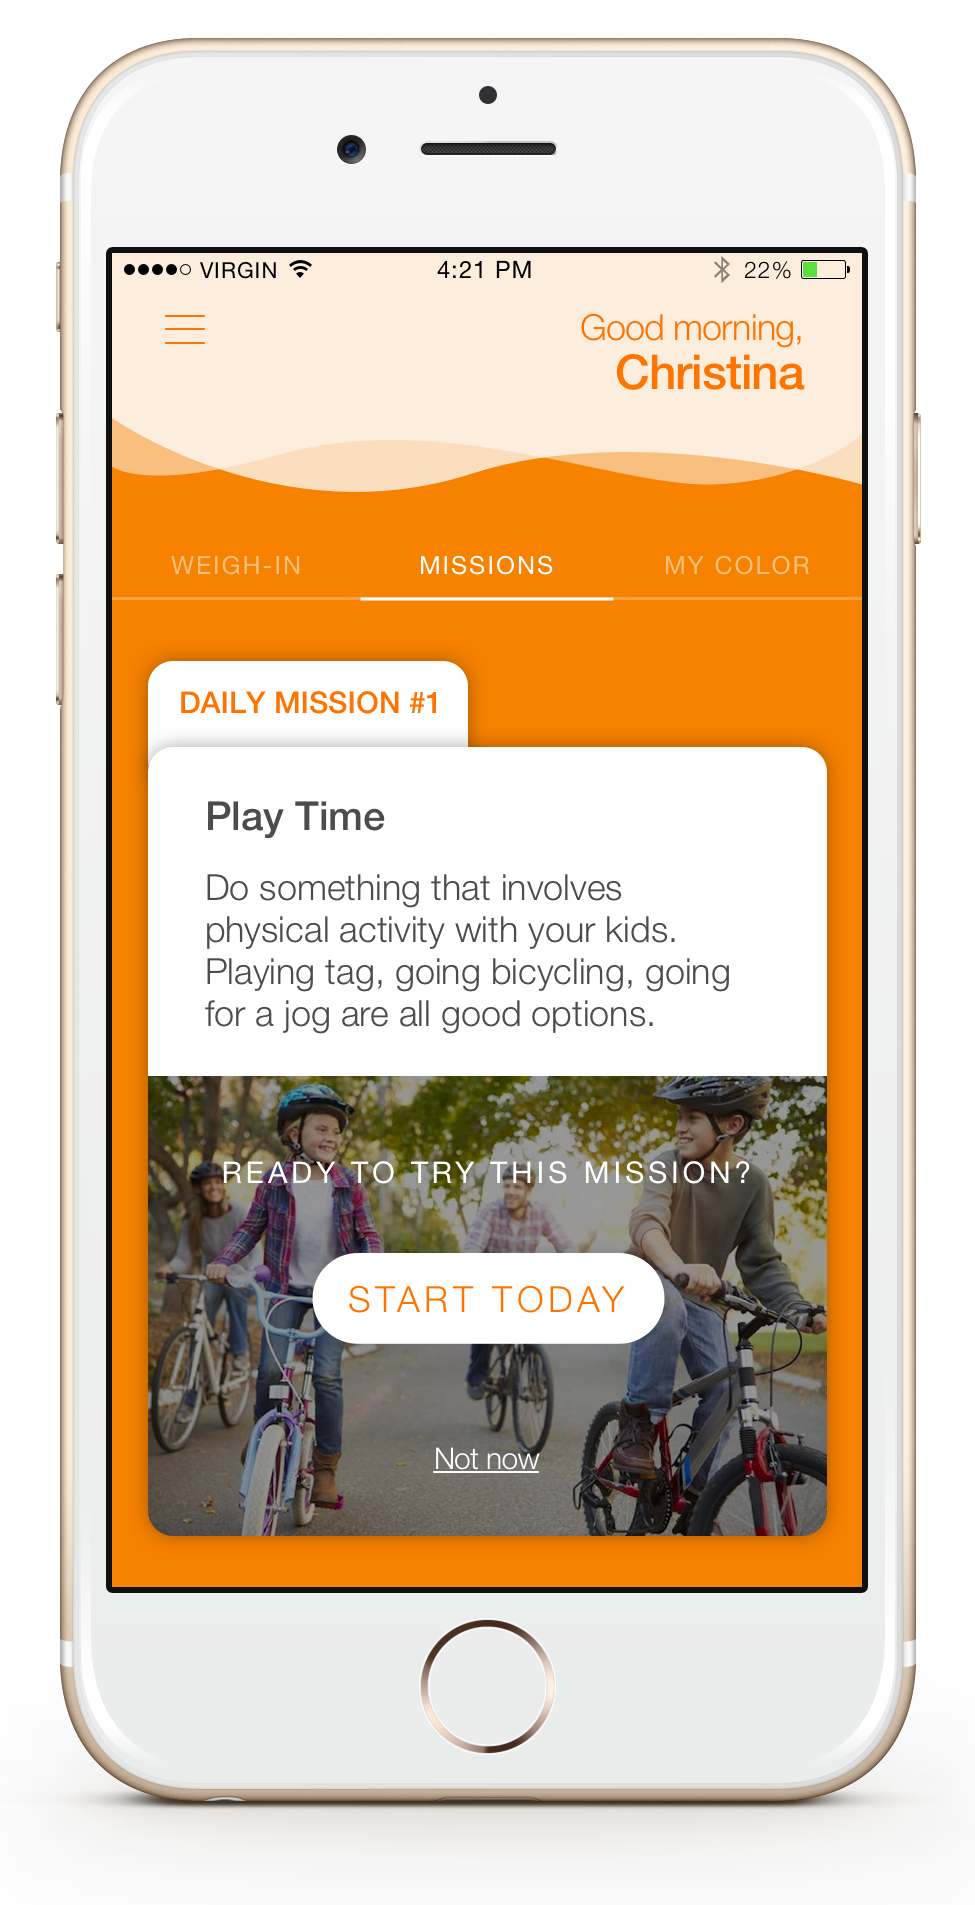 VIRGIN 4:21 PM 22%
Good morning,
Christina
WEIGH-IN MISSIONS MY COLOR
DAILY MISSION #1
Play Time
Do something that involves
physical activity with your kids.
Playing tag, going bicycling, going
for a jog are all good options.
READY TO TRY THIS MISSION?
START TODAY
Not now